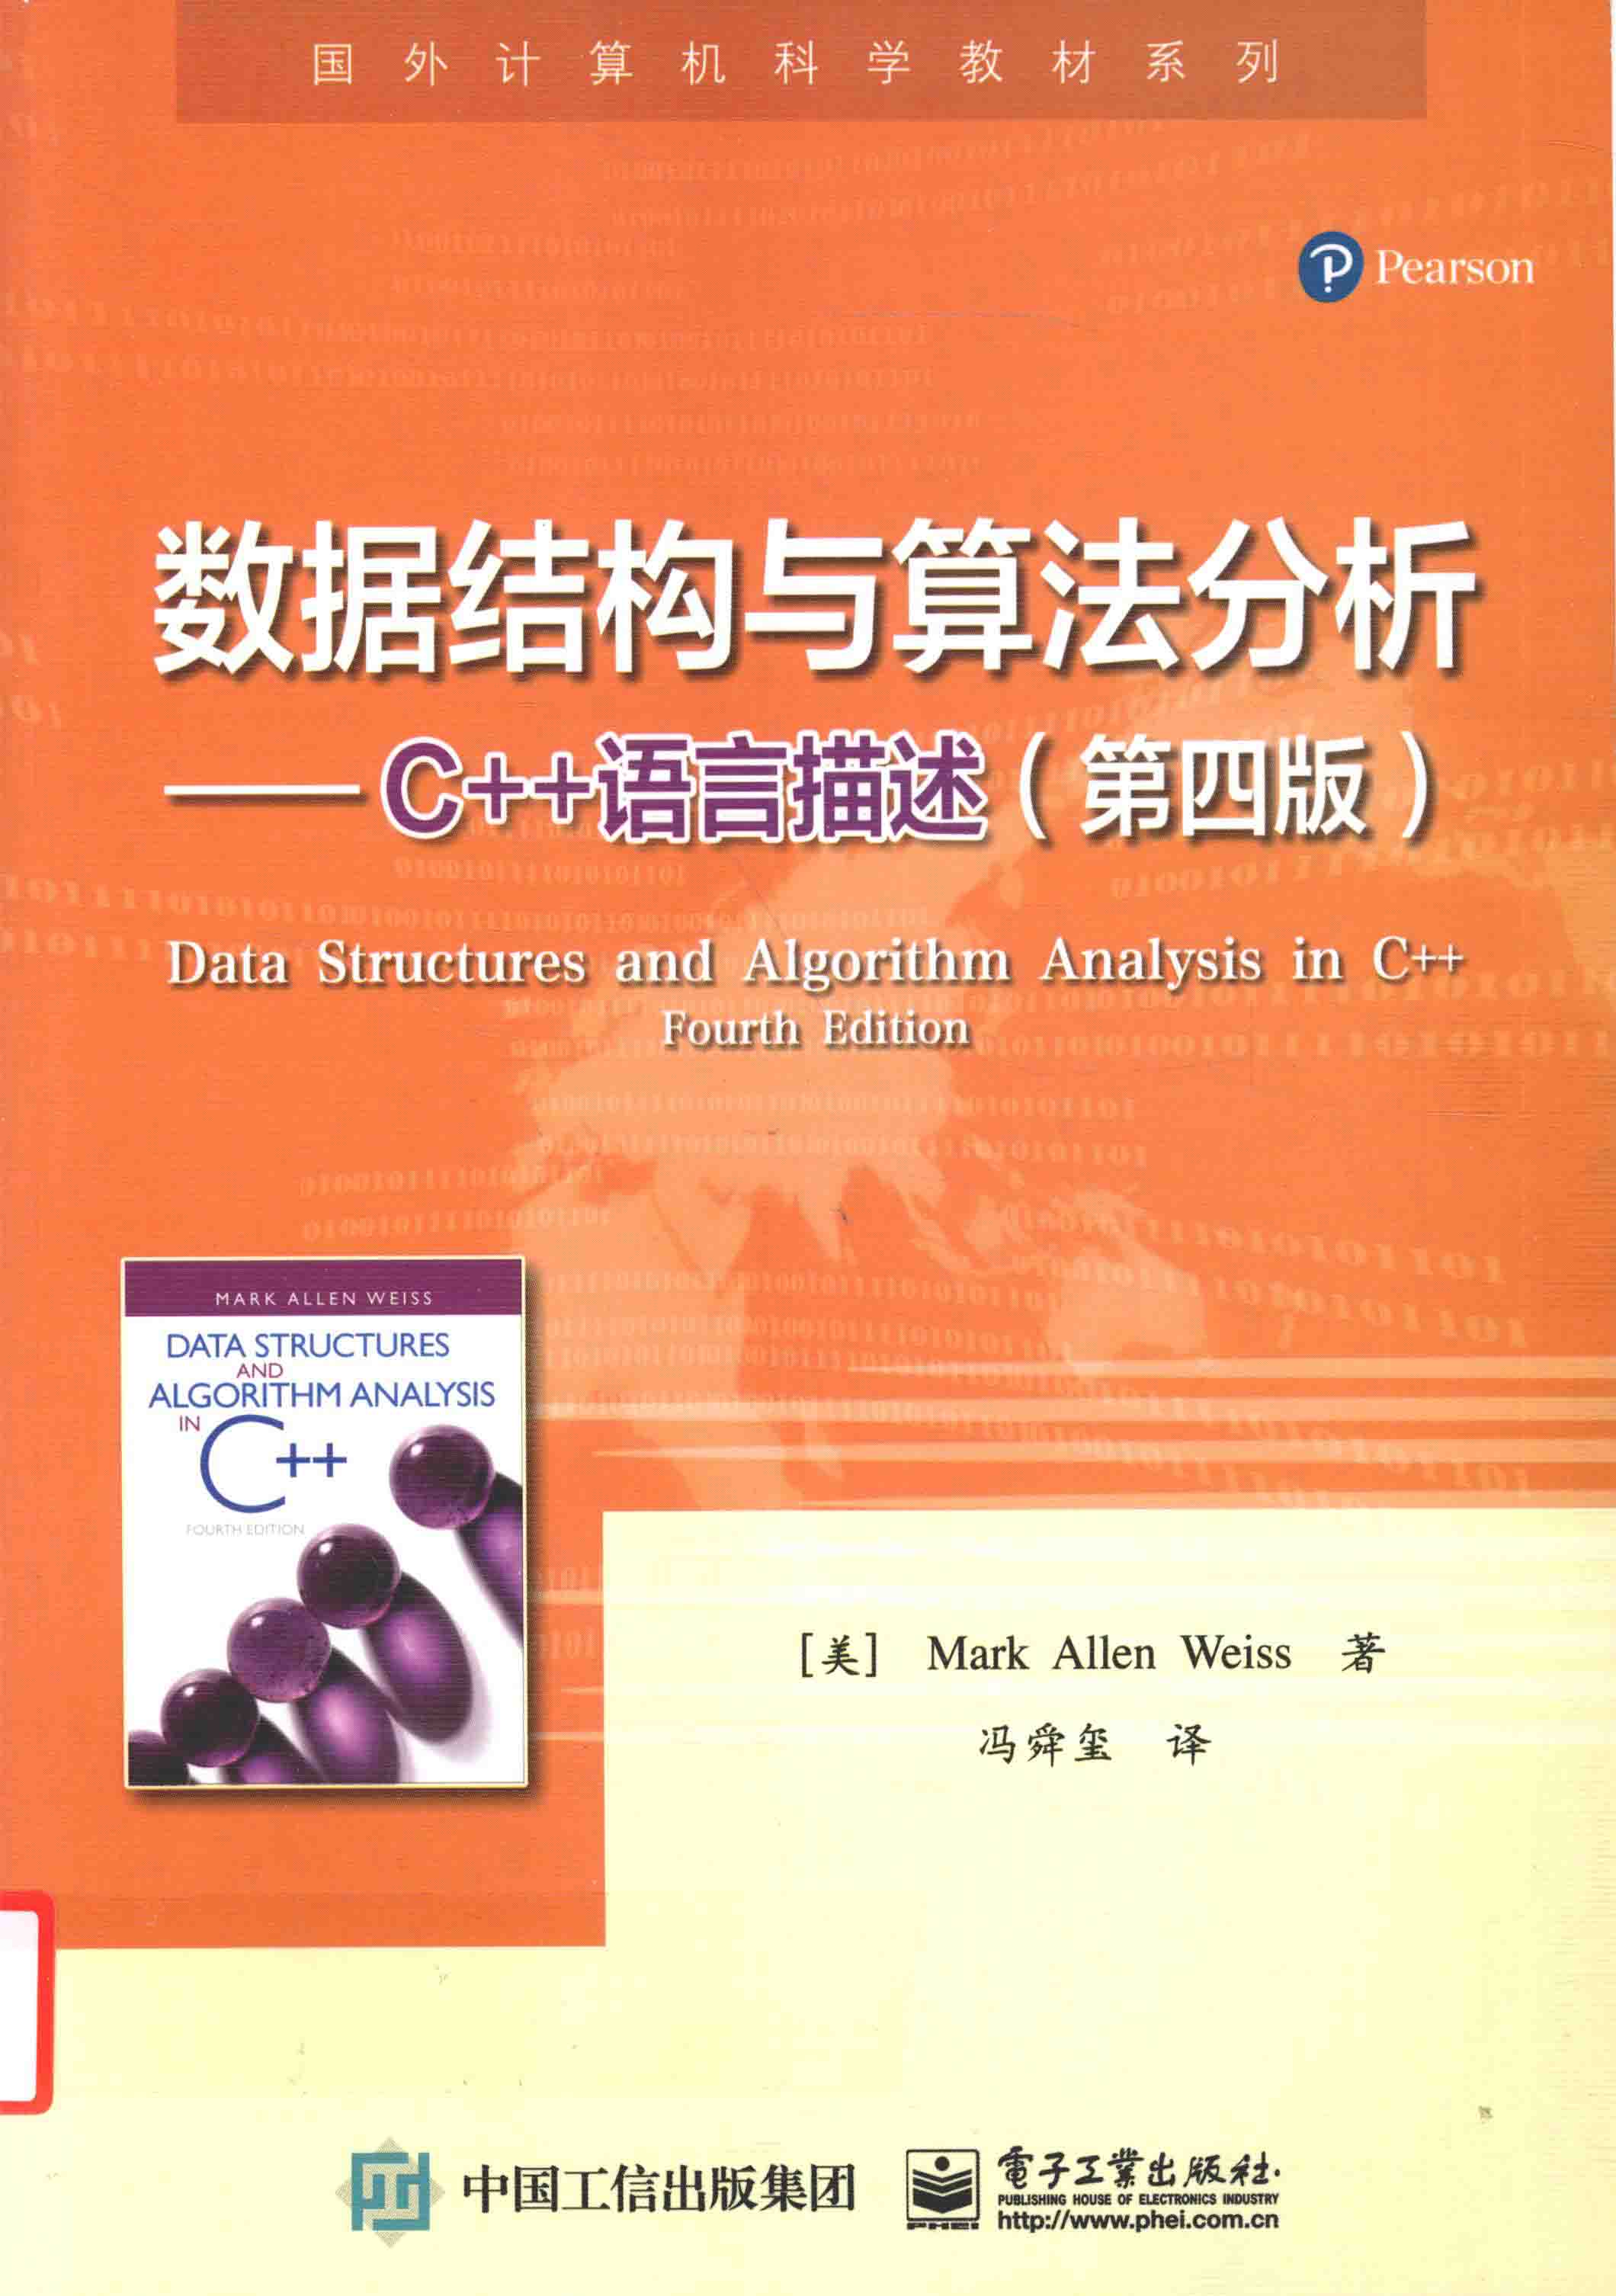 国外计算机科学教材系列
Pearson
数据结构与算法分析
——C++语言描述(第四版)
Data Structures and Algorithm Analysis in C++
Fourth Edition
MARK ALLEN WEISS
DATA STRUCTURES
AND
ALGORITHM ANALYSIS
IN
C++
FOURTH EDITION
[美] Mark Allen Weiss 著
冯舜玺 译
中国工信出版集团
電子工業出版社·
PUBLISHING HOUSE OF ELECTRONICS INDUSTRY
http://www.phei.com.cn